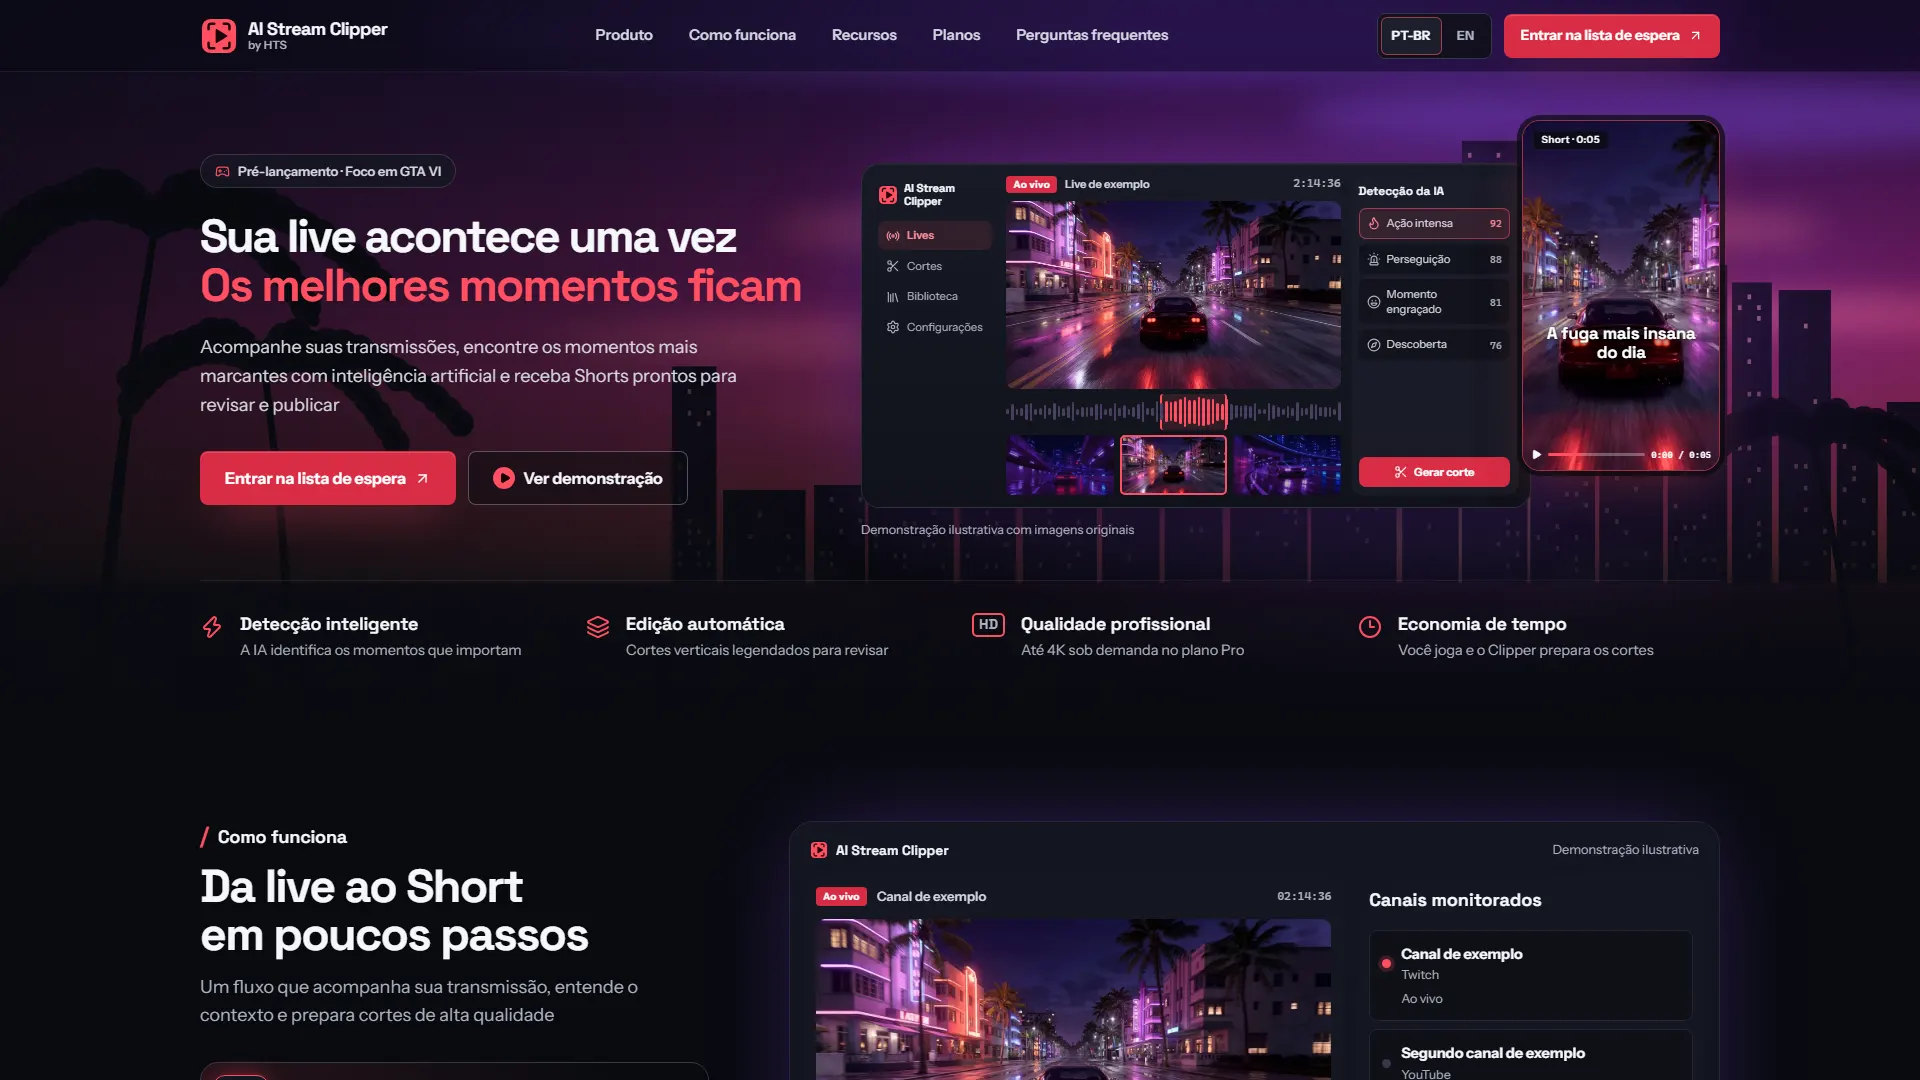 AI Stream Clipper
by HTS
Produto
Como funciona
Recursos
Planos
Perguntas frequentes
PT-BR
EN
Entrar na lista de espera
Pré-lançamento · Foco em GTA VI
Sua live acontece uma vez
Os melhores momentos ficam
Acompanhe suas transmissões, encontre os momentos mais
marcantes com inteligência artificial e receba Shorts prontos para
revisar e publicar
Entrar na lista de espera
Ver demonstração
AI Stream
Clipper
Lives
Cortes
Biblioteca
Configurações
Ao vivo
Live de exemplo
2:14:36
Detecção da IA
Ação intensa
92
Perseguição
88
Momento
engraçado
81
Descoberta
76
Gerar corte
Short · 0:05
A fuga mais insana
do dia
0:00 / 0:05
Demonstração ilustrativa com imagens originais
Detecção inteligente
A IA identifica os momentos que importam
Edição automática
Cortes verticais legendados para revisar
HD
Qualidade profissional
Até 4K sob demanda no plano Pro
Economia de tempo
Você joga e o Clipper prepara os cortes
/ Como funciona
Da live ao Short
em poucos passos
Um fluxo que acompanha sua transmissão, entende o
contexto e prepara cortes de alta qualidade
AI Stream Clipper
Demonstração ilustrativa
Ao vivo
Canal de exemplo
02:14:36
Canais monitorados
Canal de exemplo
Twitch
Ao vivo
Segundo canal de exemplo
YouTube